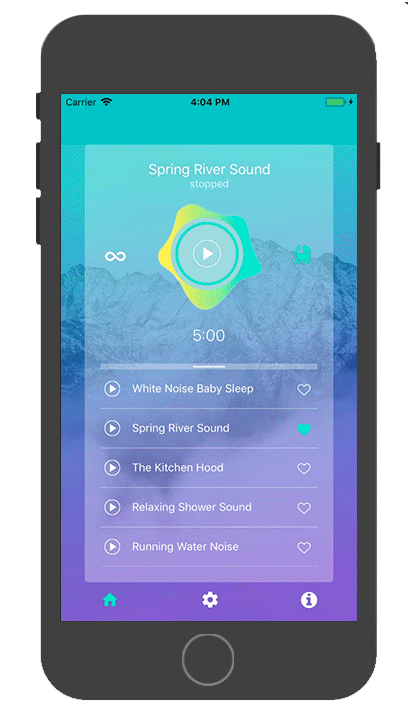 Carrier 4:04 PM
Spring River Sound
stopped
5:00
White Noise Baby Sleep
Spring River Sound
The Kitchen Hood
Relaxing Shower Sound
Running Water Noise